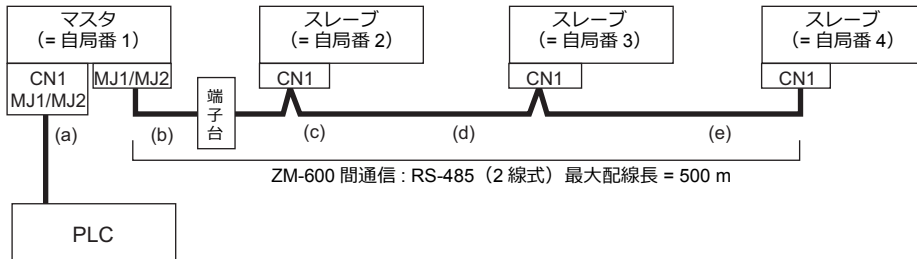 マスタ
(= 自局番 1)
スレーブ
(= 自局番 2)
スレーブ
(= 自局番 3)
スレーブ
(= 自局番 4)
CN1
MJ1/MJ2
MJ1/MJ2
端子台
CN1
CN1
CN1
(a)
(b)
(c)
(d)
(e)
ZM-600 間通信 : RS-485（2 線式）最大配線長 = 500 m
PLC